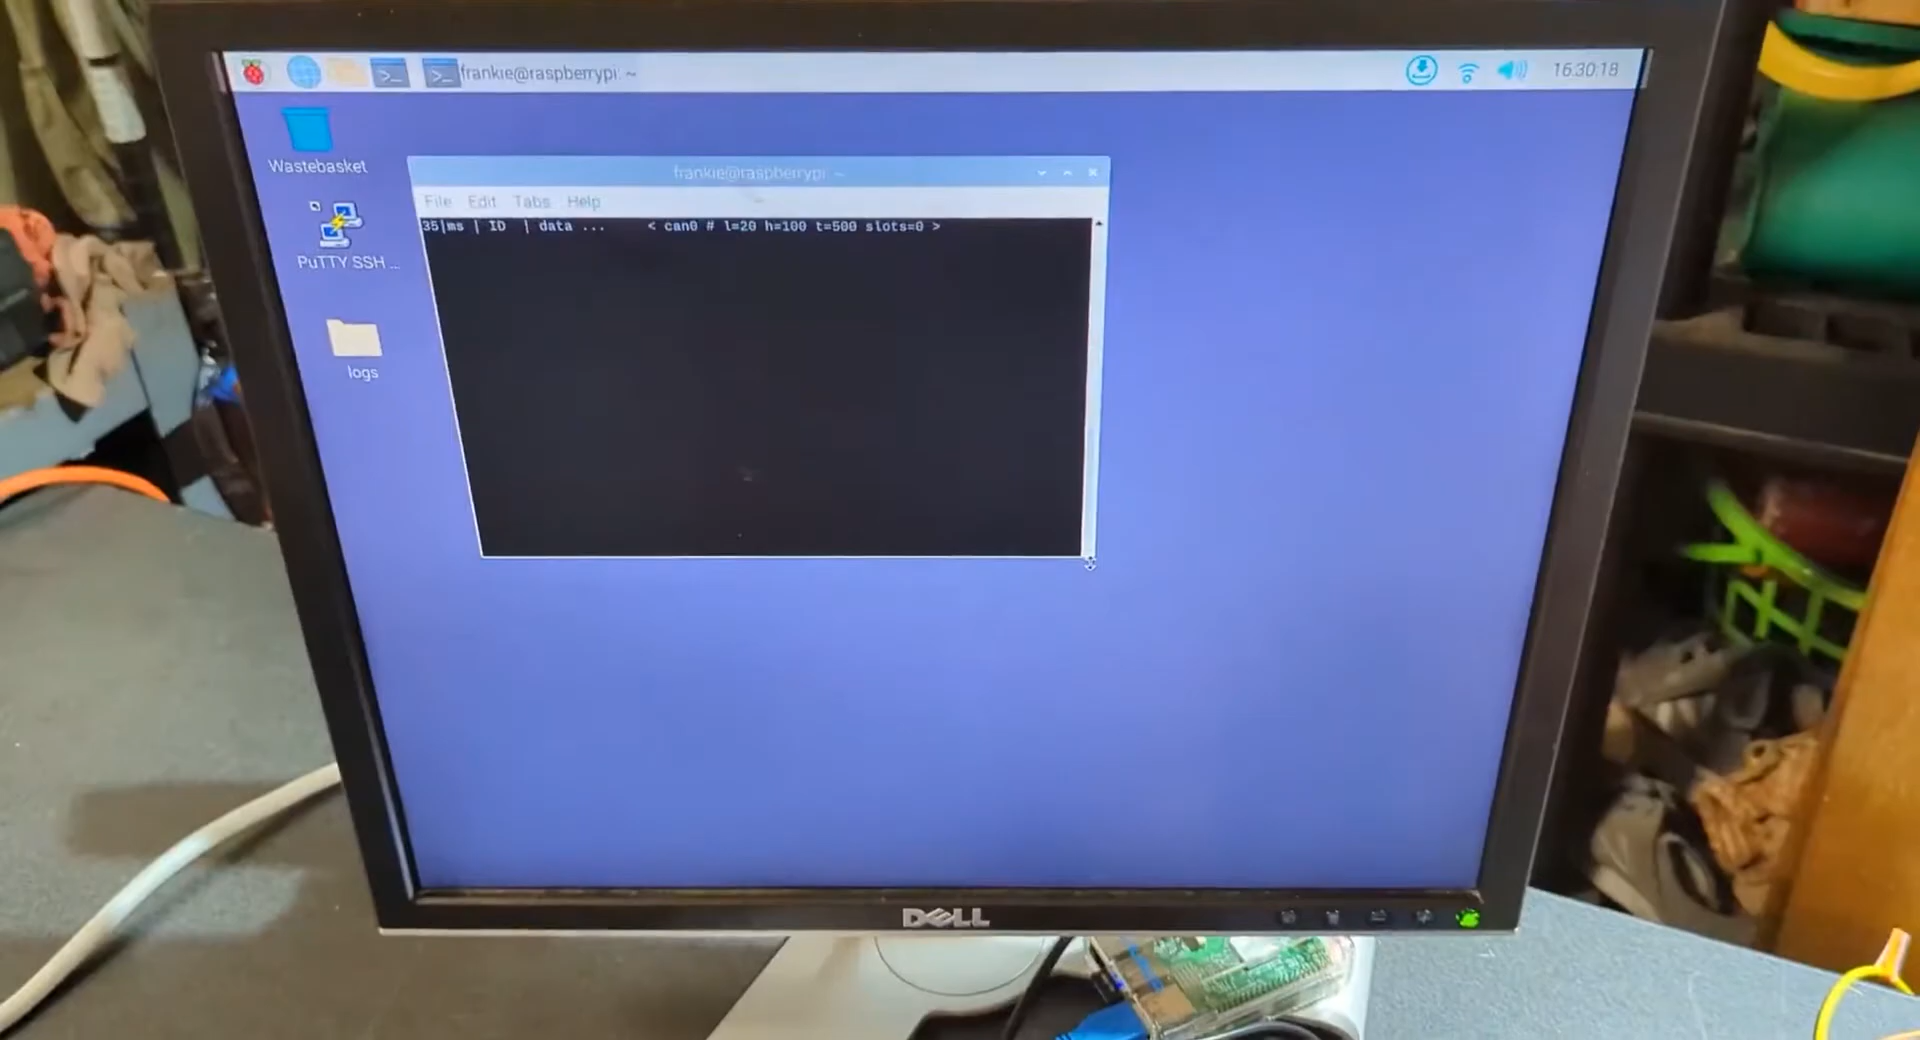 frankie@raspberrypi: ~
16:30:18
Wastebasket
frankie@raspberrypi: ~
File Edit Tabs Help
35|ms | ID | data ... < can0 # l=20 h=100 t=500 slots=0 >
PuTTY SSH ...
logs
DELL